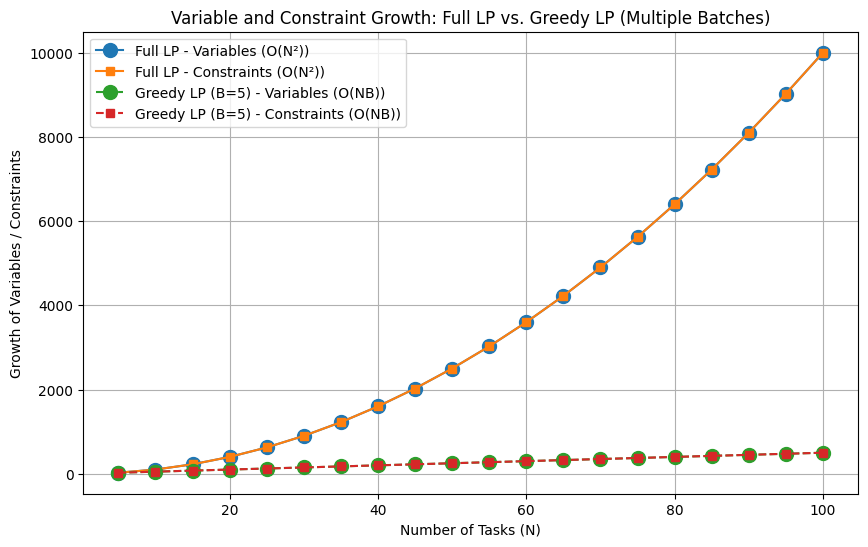 Variable and Constraint Growth: Full LP vs. Greedy LP (Multiple Batches)
Full LP - Variables (O(N²))
Full LP - Constraints (O(N²))
Greedy LP (B=5) - Variables (O(NB))
Greedy LP (B=5) - Constraints (O(NB))
Growth of Variables / Constraints
10000
8000
6000
4000
2000
0
20 40 60 80 100
Number of Tasks (N)